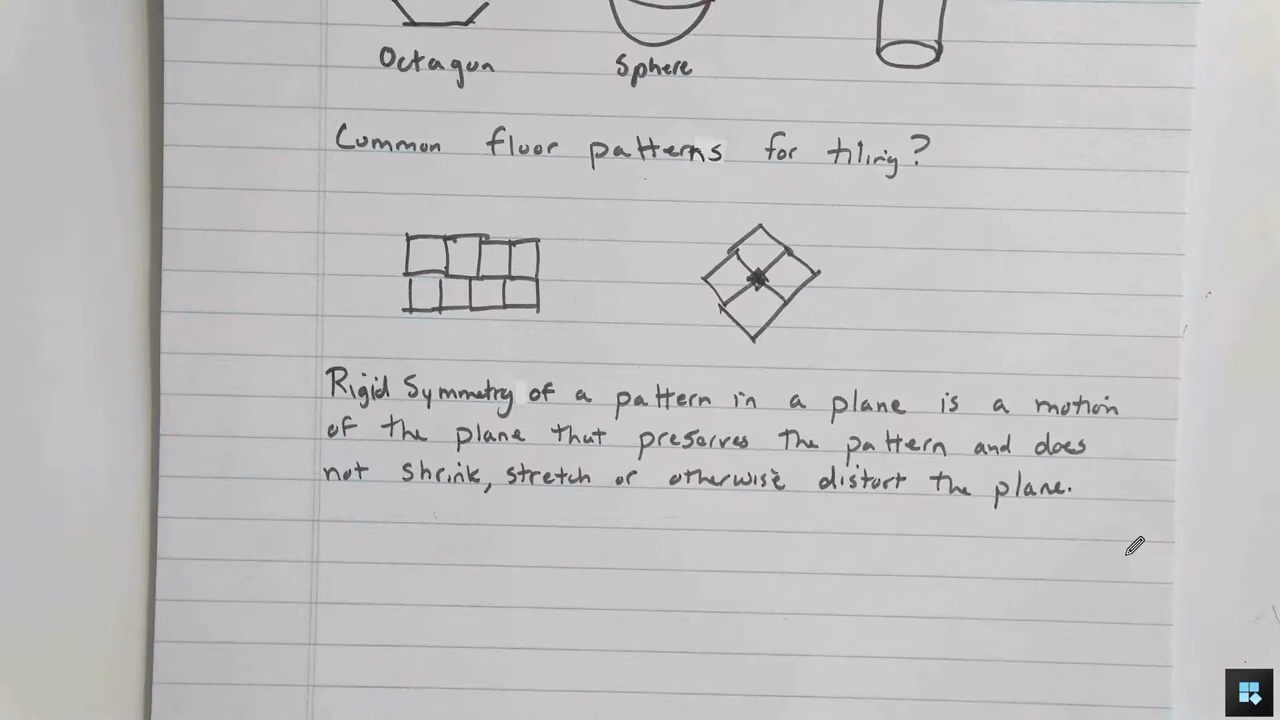 Octagon
Sphere
Common floor patterns for tiling?
Rigid Symmetry of a pattern in a plane is a motion
of the plane that preserves the pattern and does
not shrink, stretch or otherwise distort the plane.